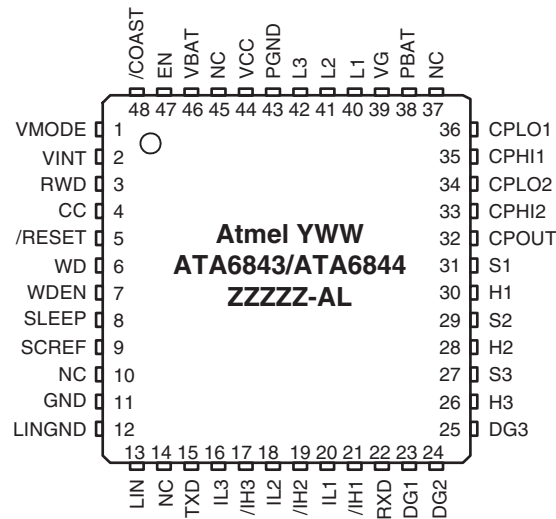 /COAST
EN
VBAT
NC
VCC
PGND
L3
L2
L1
VG
PBAT
NC
48 47 46 45 44 43 42 41 40 39 38 37
VMODE 1
VINT 2
RWD 3
CC 4
/RESET 5
WD 6
WDEN 7
SLEEP 8
SCREF 9
NC 10
GND 11
LINGND 12
Atmel YWW
ATA6843/ATA6844
ZZZZZ-AL
36 CPLO1
35 CPHI1
34 CPLO2
33 CPHI2
32 CPOUT
31 S1
30 H1
29 S2
28 H2
27 S3
26 H3
25 DG3
13 14 15 16 17 18 19 20 21 22 23 24
LIN
NC
TXD
IL3
/IH3
IL2
/IH2
IL1
/IH1
RXD
DG1
DG2